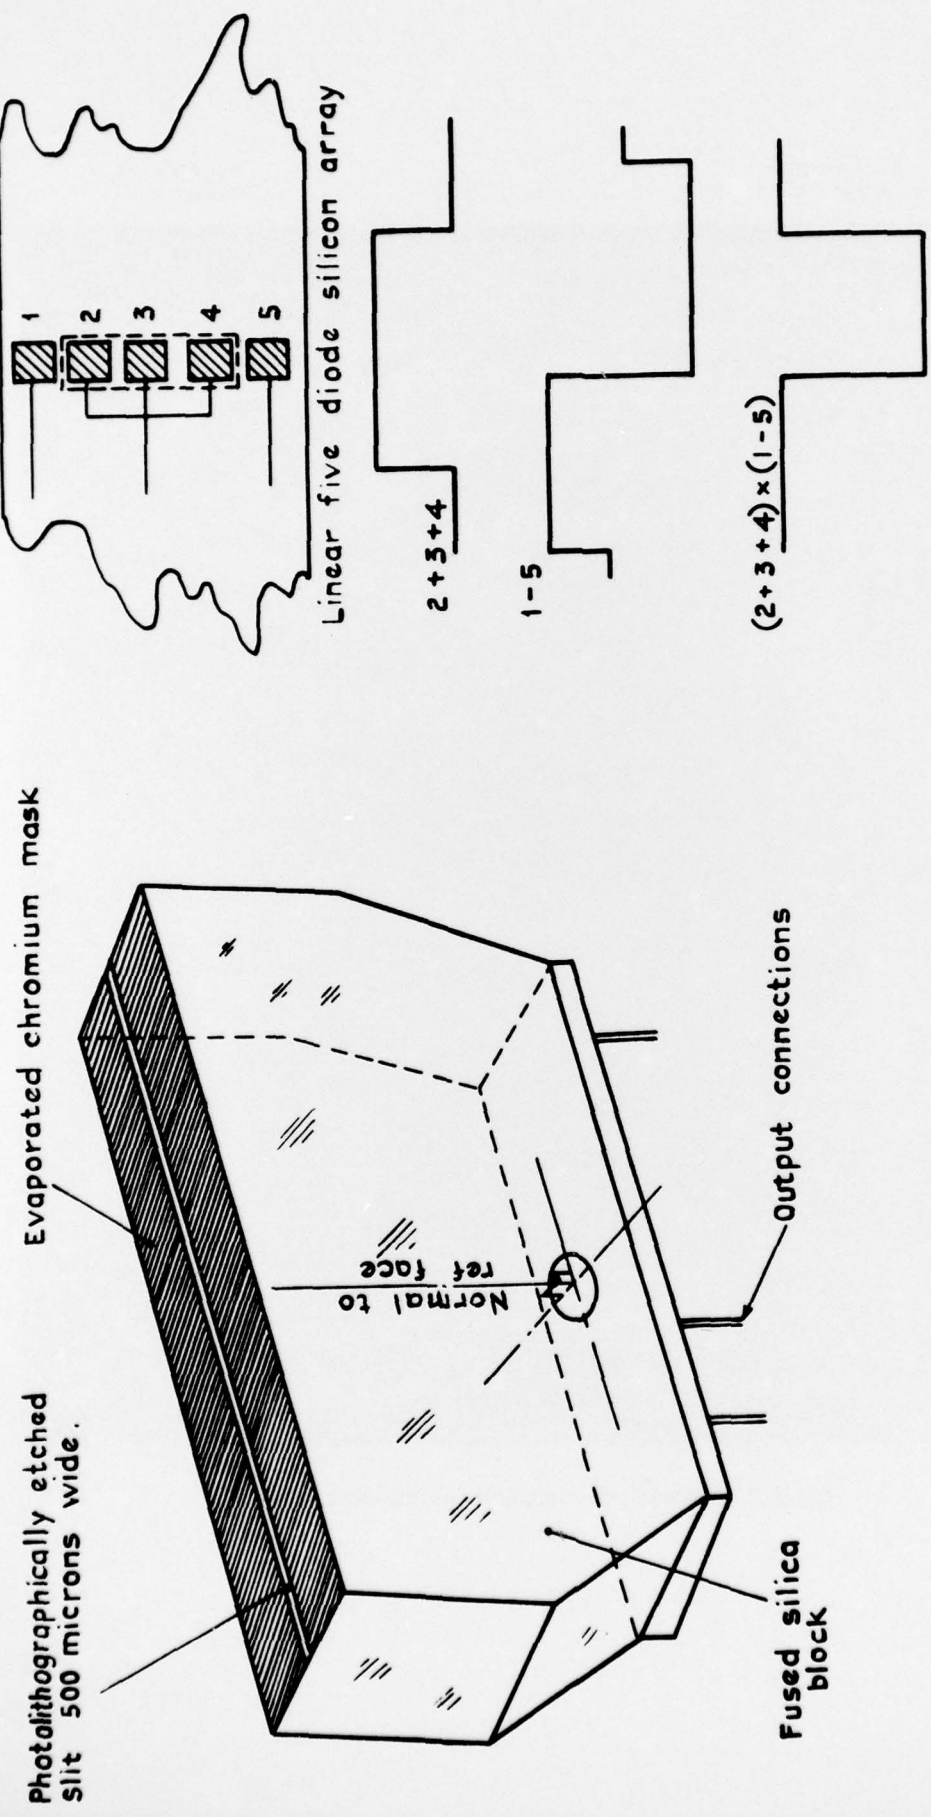 Photolithographically etched
slit 500 microns wide.
Evaporated chromium mask
Normal to
ref face
Fused silica
block
Output connections
1
2
3
4
5
Linear five diode silicon array
2+3+4
1-5
(2+3+4)×(1-5)